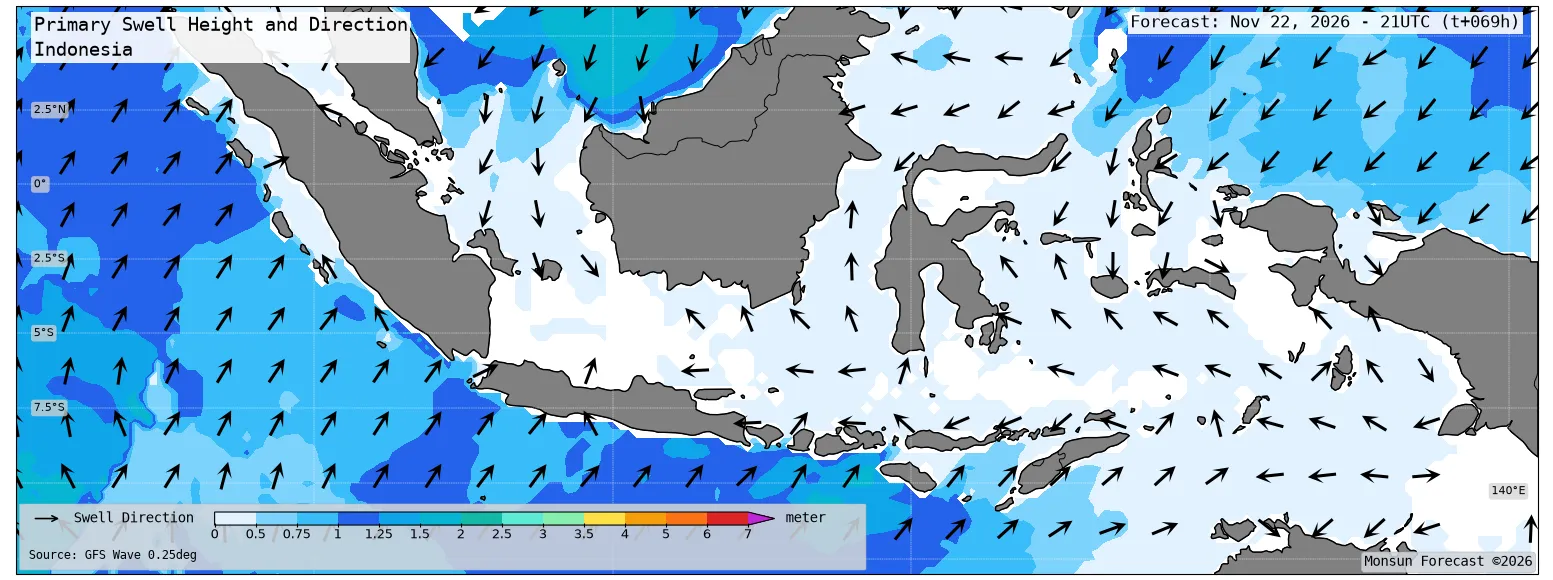 Primary Swell Height and Direction
Indonesia
Forecast: Nov 22, 2026 - 21UTC (t+069h)
2.5°N
0°
2.5°S
5°S
7.5°S
140°E
Swell Direction
meter
0 0.5 0.75 1 1.25 1.5 2 2.5 3 3.5 4 5 6 7
Source: GFS Wave 0.25deg
Monsun Forecast ©2026